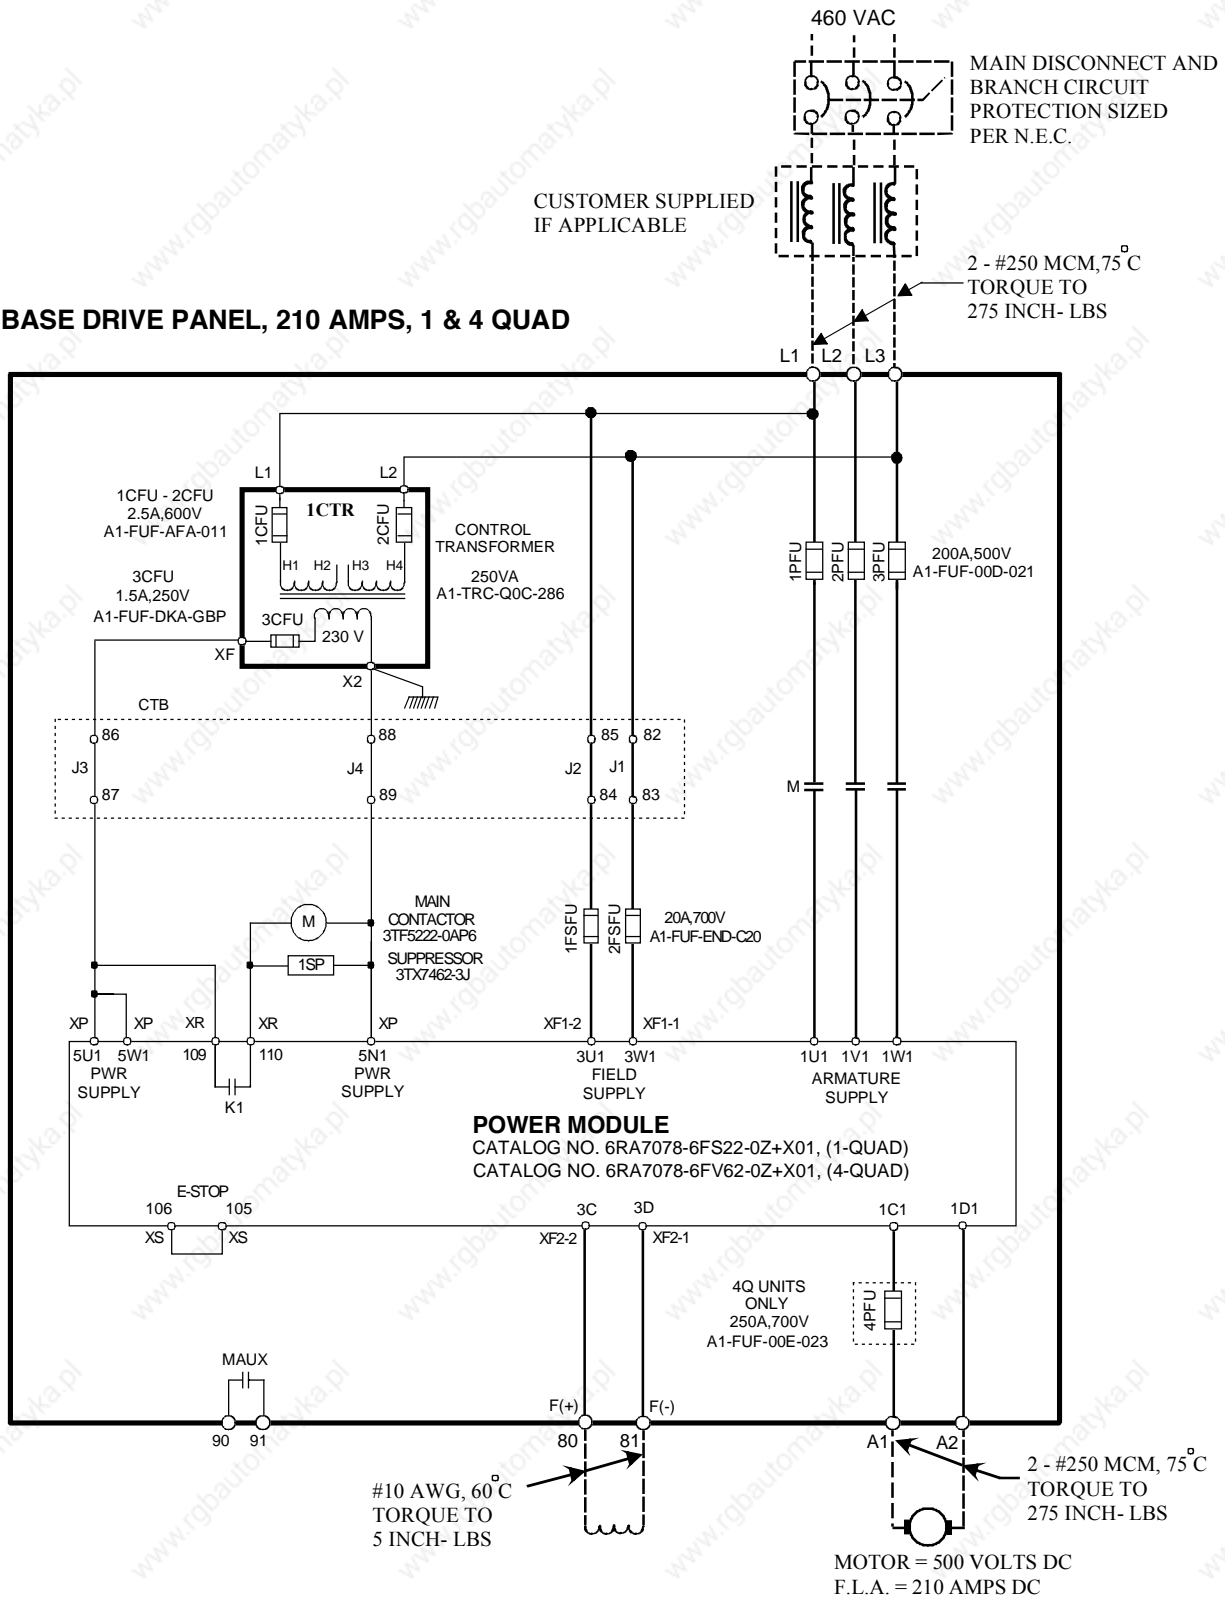 460 VAC
MAIN DISCONNECT AND
BRANCH CIRCUIT
PROTECTION SIZED
PER N.E.C.
CUSTOMER SUPPLIED
IF APPLICABLE
2 - #250 MCM,75°C
TORQUE TO
275 INCH- LBS
BASE DRIVE PANEL, 210 AMPS, 1 & 4 QUAD
L1 L2 L3
L1 L2
1CFU - 2CFU
2.5A,600V
A1-FUF-AFA-011
1CTR
1CFU
2CFU
CONTROL
TRANSFORMER
250VA
A1-TRC-Q0C-286
H1 H2 H3 H4
3CFU
1.5A,250V
A1-FUF-DKA-GBP
3CFU
230 V
XF
X2
1PFU
2PFU
3PFU
200A,500V
A1-FUF-00D-021
CTB
86 88 85 82
J3 J4 J2 J1
87 89 84 83
M
M
MAIN
CONTACTOR
3TF5222-0AP6
1SP
SUPPRESSOR
3TX7462-3J
1FSFU
2FSFU
20A,700V
A1-FUF-END-C20
XP XP XR XR XP XF1-2 XF1-1
5U1 5W1 109 110 5N1 3U1 3W1 1U1 1V1 1W1
PWR
SUPPLY
K1
PWR
SUPPLY
FIELD
SUPPLY
ARMATURE
SUPPLY
POWER MODULE
CATALOG NO. 6RA7078-6FS22-0Z+X01, (1-QUAD)
CATALOG NO. 6RA7078-6FV62-0Z+X01, (4-QUAD)
E-STOP
106 105 3C 3D 1C1 1D1
XS XS XF2-2 XF2-1
4Q UNITS
ONLY
250A,700V
A1-FUF-00E-023
4PFU
MAUX
F(+) F(-)
90 91 80 81 A1 A2
#10 AWG, 60°C
TORQUE TO
5 INCH- LBS
2 - #250 MCM, 75°C
TORQUE TO
275 INCH- LBS
MOTOR = 500 VOLTS DC
F.L.A. = 210 AMPS DC
www.rgbautomatyka.pl